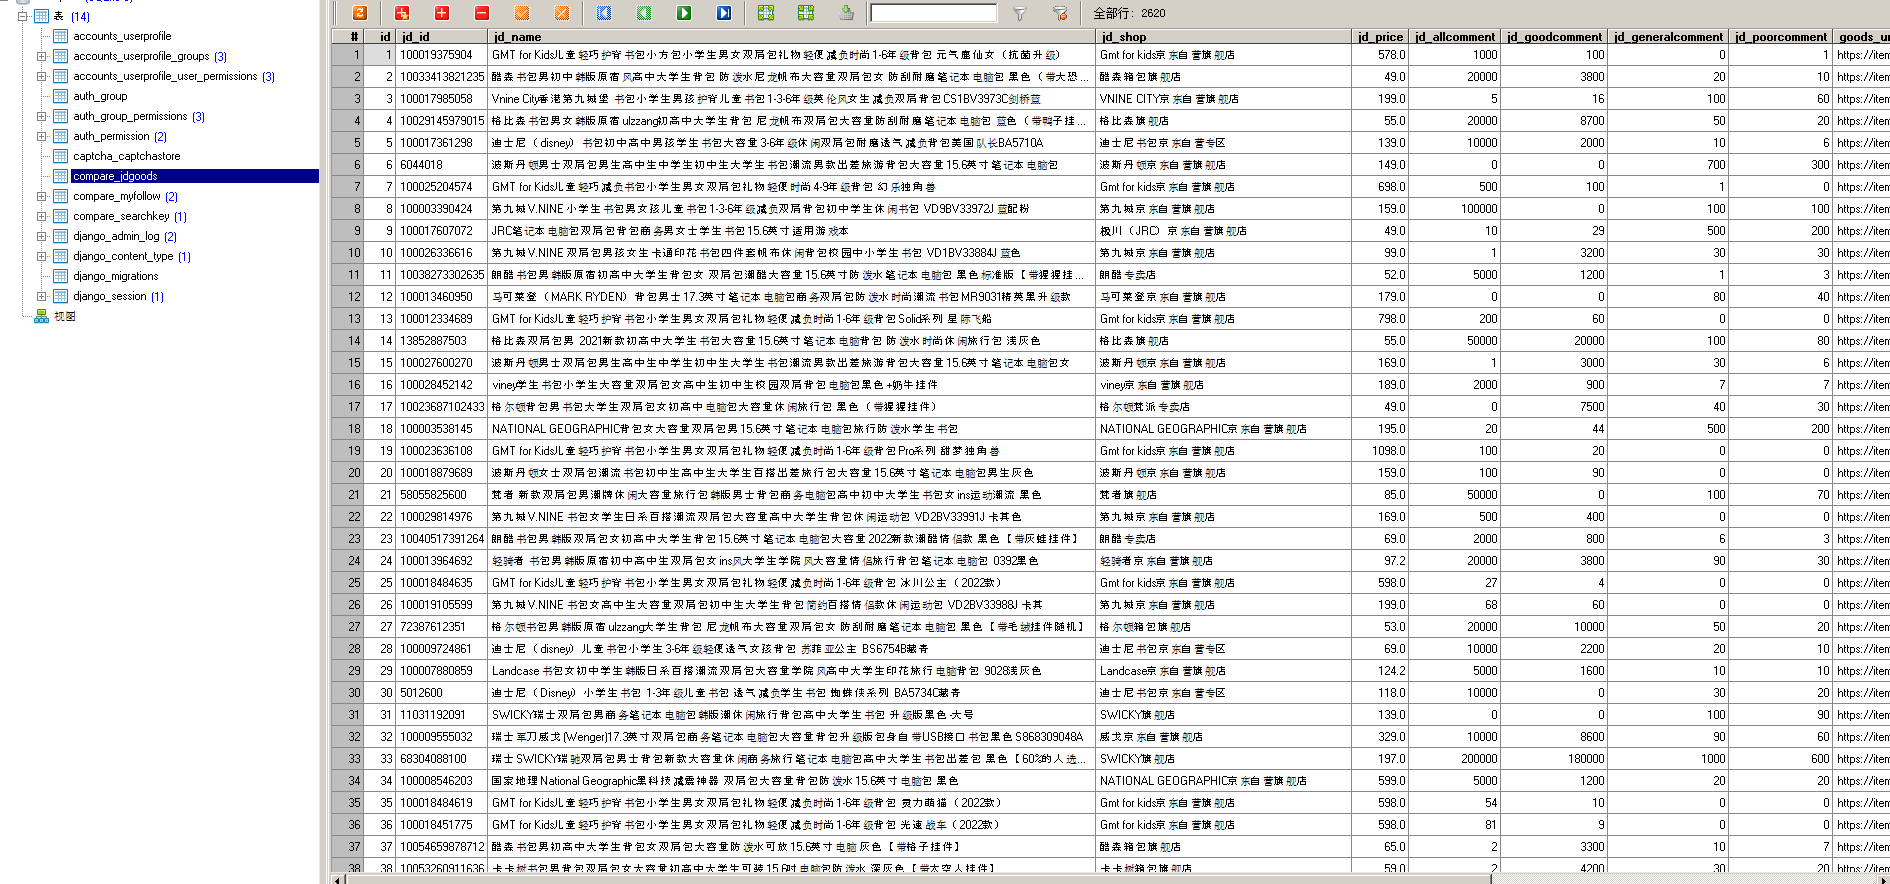 表 (14)
accounts_userprofile
accounts_userprofile_groups (3)
accounts_userprofile_user_permissions (3)
auth_group
auth_group_permissions (3)
auth_permission (2)
captcha_captchastore
compare_jdgoods
compare_myfollow (2)
compare_searchkey (1)
django_admin_log (2)
django_content_type (1)
django_migrations
django_session (1)
视图
全部行: 2620
# id jd_id jd_name jd_shop jd_price jd_allcomment jd_goodcomment jd_generalcomment jd_poorcomment goods_ur
1 1 100019375904 GMT for Kids儿童轻巧护脊书包小方包小学生男女双肩包礼物轻便减负时尚1-6年级背包 元气魔仙女（抗菌升级） Gmt for kids京东自营旗舰店 578.0 1000 100 0 1 https://item
2 2 10033413821235 酷森 书包男初中韩版原宿风高中大学生背包 防泼水尼龙帆布大容量双肩包女 防刮耐磨笔记本电脑包 黑色（带大恐... 酷森箱包旗舰店 49.0 20000 3800 20 10 https://item
3 3 100017985058 Vnine City香港第九城堡 书包小学生男孩护脊儿童书包1-3-6年级英伦风女生减负双肩背包CS1BV3973C剑桥蓝 VNINE CITY京东自营旗舰店 199.0 5 16 100 60 https://item
4 4 10029145979015 格比森书包男女韩版原宿ulzzang初高中大学生背包 尼龙帆布双肩包大容量防刮耐磨笔记本电脑包 蓝色（带鸭子挂... 格比森旗舰店 55.0 20000 8700 50 20 https://item
5 5 100017361298 迪士尼（disney）书包初中高中男孩学生书包大容量3-6年级休闲双肩包耐磨透气减负背包美国队长BA5710A 迪士尼书包京东自营专区 139.0 10000 2000 10 6 https://item
6 6 6044018 波斯丹顿男士双肩包男生高中生中学生初中生大学生书包潮流男款出差旅游背包大容量15.6英寸笔记本电脑包 波斯丹顿京东自营旗舰店 149.0 0 0 700 300 https://item
7 7 100025204574 GMT for Kids儿童轻巧减负书包小学生男女双肩包礼物轻便时尚4-9年级背包 幻乐独角兽 Gmt for kids京东自营旗舰店 698.0 500 100 1 0 https://item
8 8 100003390424 第九城V.NINE 小学生书包男女孩儿童书包1-3-6年级减负双肩背包初中学生休闲书包 VD9BV33972J 蓝配粉 第九城京东自营旗舰店 159.0 100000 0 100 100 https://item
9 9 100017607072 JRC笔记本电脑包双肩包背包商务男女士学生书包15.6英寸适用游戏本 极川（JRC）京东自营旗舰店 49.0 10 29 500 200 https://item
10 10 100026336616 第九城V.NINE 双肩包男孩女生卡通印花书包四件套帆布休闲背包校园中小学生书包 VD1BV33884J 蓝色 第九城京东自营旗舰店 99.0 1 3200 30 30 https://item
11 11 10038273302635 朗酷书包男韩版原宿初高中大学生背包女 双肩包潮酷大容量15.6英寸防泼水笔记本电脑包 黑色标准版【带猩猩挂... 朗酷专卖店 52.0 5000 1200 1 3 https://item
12 12 100013460950 马可莱登（MARK RYDEN）背包男士17.3英寸笔记本电脑包商务双肩包防泼水时尚潮流书包MR9031精英黑升级款 马可莱登京东自营旗舰店 179.0 0 0 80 40 https://item
13 13 100012334689 GMT for Kids儿童轻巧护脊书包小学生男女双肩包礼物轻便减负时尚1-6年级背包Solid系列 星际飞船 Gmt for kids京东自营旗舰店 798.0 200 60 0 0 https://item
14 14 13852887503 格比森双肩包男 2021新款初高中大学生书包大容量15.6英寸电脑背包 防泼水时尚休闲旅行包 浅灰色 格比森旗舰店 55.0 50000 20000 100 80 https://item
15 15 100027600270 波斯丹顿男士双肩包男生高中生中学生初中生大学生书包潮流男款出差旅游背包大容量15.6英寸笔记本电脑包女 波斯丹顿京东自营旗舰店 169.0 1 3000 30 6 https://item
16 16 100028452142 viney学生书包小学生大容量双肩包女高中生初中生校园双肩背包电脑包黑色+奶牛挂件 viney京东自营旗舰店 189.0 2000 900 7 7 https://item
17 17 10023687102433 格尔顿背包男书包大学生双肩包女初高中电脑包大容量休闲旅行包 黑色（带猩猩挂件） 格尔顿梵派专卖店 49.0 0 7500 40 30 https://item
18 18 100003538145 NATIONAL GEOGRAPHIC背包女大容量双肩包男15.6英寸笔记本电脑包旅行防泼水学生书包 NATIONAL GEOGRAPHIC京东自营旗舰店 195.0 20 44 500 200 https://item
19 19 100023636108 GMT for Kids儿童轻巧护脊书包小学生男女双肩包礼物轻便减负时尚1-6年级背包Pro系列 甜梦独角兽 Gmt for kids京东自营旗舰店 1098.0 100 20 0 0 https://item
20 20 100018879689 波斯丹顿女士双肩包潮流书包初中生高中生大学生百搭出差旅行包大容量15.6英寸笔记本电脑包男生灰色 波斯丹顿京东自营旗舰店 159.0 100 90 0 0 https://item
21 21 58055825600 梵者 新款双肩包男潮牌休闲大容量旅行包韩版男士背包商务电脑包高中初中大学生书包女ins运动潮流 黑色 梵者旗舰店 85.0 50000 0 100 70 https://item
22 22 100029814976 第九城V.NINE 书包女学生日系百搭潮流双肩包大容量高中大学生背包休闲运动包 VD2BV33991J 卡其色 第九城京东自营旗舰店 169.0 500 400 0 0 https://item
23 23 10040517391264 朗酷书包男韩版双肩包女初高中大学生背包15.6英寸电脑包大容量2022新款潮酷情侣款 黑色【带灰蛙挂件】 朗酷专卖店 69.0 2000 800 6 3 https://item
24 24 100013964692 轻骑者 书包男韩版原宿初中高中生双肩包女ins风大学生学院风大容量情侣旅行背包笔记本电脑包 0392黑色 轻骑者京东自营旗舰店 97.2 20000 3800 90 30 https://item
25 25 100018484635 GMT for Kids儿童轻巧护脊书包小学生男女双肩包礼物轻便减负时尚1-6年级背包 冰川公主（2022款） Gmt for kids京东自营旗舰店 598.0 27 4 0 0 https://item
26 26 100019105599 第九城V.NINE 书包女高中生大容量双肩包初中生大学生背包简约百搭情侣款休闲运动包 VD2BV33988J 卡其 第九城京东自营旗舰店 199.0 68 60 0 0 https://item
27 27 72387612351 格尔顿书包男韩版原宿ulzzang大学生背包 尼龙帆布大容量双肩包女 防刮耐磨笔记本电脑包 黑色【带毛绒挂件随机】 格尔顿箱包旗舰店 53.0 20000 10000 50 20 https://item
28 28 100009724861 迪士尼（disney）儿童书包小学生3-6年级轻便透气女孩背包 苏菲亚公主 BS6754B藏青 迪士尼书包京东自营专区 69.0 10000 2200 20 10 https://item
29 29 100007880859 Landcase 书包女初中学生韩版日系百搭潮流双肩包大容量学院风高中大学生印花旅行电脑背包 9028浅灰色 Landcase京东自营旗舰店 124.2 5000 1600 10 10 https://item
30 30 5012600 迪士尼（Disney）小学生书包 1-3年级儿童书包 透气减负学生书包 蜘蛛侠系列 BA5734C藏青 迪士尼书包京东自营专区 118.0 10000 0 30 20 https://item
31 31 11031192091 SWICKY瑞士双肩包男商务笔记本电脑包韩版潮休闲旅行背包高中大学生书包 升级版黑色-大号 SWICKY旗舰店 139.0 0 0 100 90 https://item
32 32 100009555032 瑞士军刀威戈(Wenger)17.3英寸双肩包商务笔记本电脑包大容量背包升级版包身自带USB接口书包黑色S868309048A 威戈京东自营旗舰店 329.0 10000 8600 90 60 https://item
33 33 68304088100 瑞士SWICKY瑞驰双肩包男士背包新款大容量休闲商务旅行笔记本电脑包高中大学生书包出差包 黑色【60%的人选... SWICKY旗舰店 197.0 200000 180000 1000 600 https://item
34 34 100008546203 国家地理National Geographic黑科技减震神器 双肩包大容量背包防泼水15.6英寸电脑包 黑色 NATIONAL GEOGRAPHIC京东自营旗舰店 599.0 5000 1200 20 20 https://item
35 35 100018484619 GMT for Kids儿童轻巧护脊书包小学生男女双肩包礼物轻便减负时尚1-6年级背包 灵力萌猫（2022款） Gmt for kids京东自营旗舰店 598.0 54 10 0 0 https://item
36 36 100018451775 GMT for Kids儿童轻巧护脊书包小学生男女双肩包礼物轻便减负时尚1-6年级背包 光速战车（2022款） Gmt for kids京东自营旗舰店 598.0 81 9 0 0 https://item
37 37 10054659878712 酷森书包男初高中大学生背包女双肩包大容量防泼水可放15.6英寸电脑 灰色【带格子挂件】 酷森箱包旗舰店 65.0 2 3300 10 7 https://item
38 38 10053260911636 卡卡树书包男背包双肩包女大容量初高中大学生可装15.6吋电脑包防泼水 深灰色【带太空人挂件】 卡卡树箱包旗舰店 59.0 2 4200 30 20 https://item